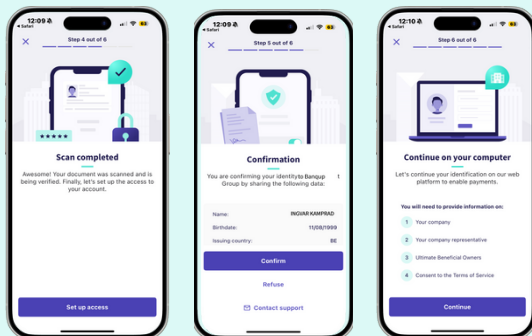 12:09
Safari
63
Step 4 out of 6
*****
Scan completed
Awesome! Your document was scanned and is
being verified. Finally, let's set up the access to
your account.
Set up access
12:09
Safari
63
Step 5 out of 6
Confirmation
You are confirming your identity to Banqup t
Group by sharing the following data:
Name: INGVAR KAMPRAD
Birthdate: 11/08/1999
Issuing country: BE
Confirm
Refuse
Contact support
12:10
Safari
Step 6 out of 6
Continue on your computer
Let's continue your identification on our web
platform to enable payments.
You will need to provide information on:
1 Your company
2 Your company representative
3 Ultimate Beneficial Owners
4 Consent to the Terms of Service
Continue